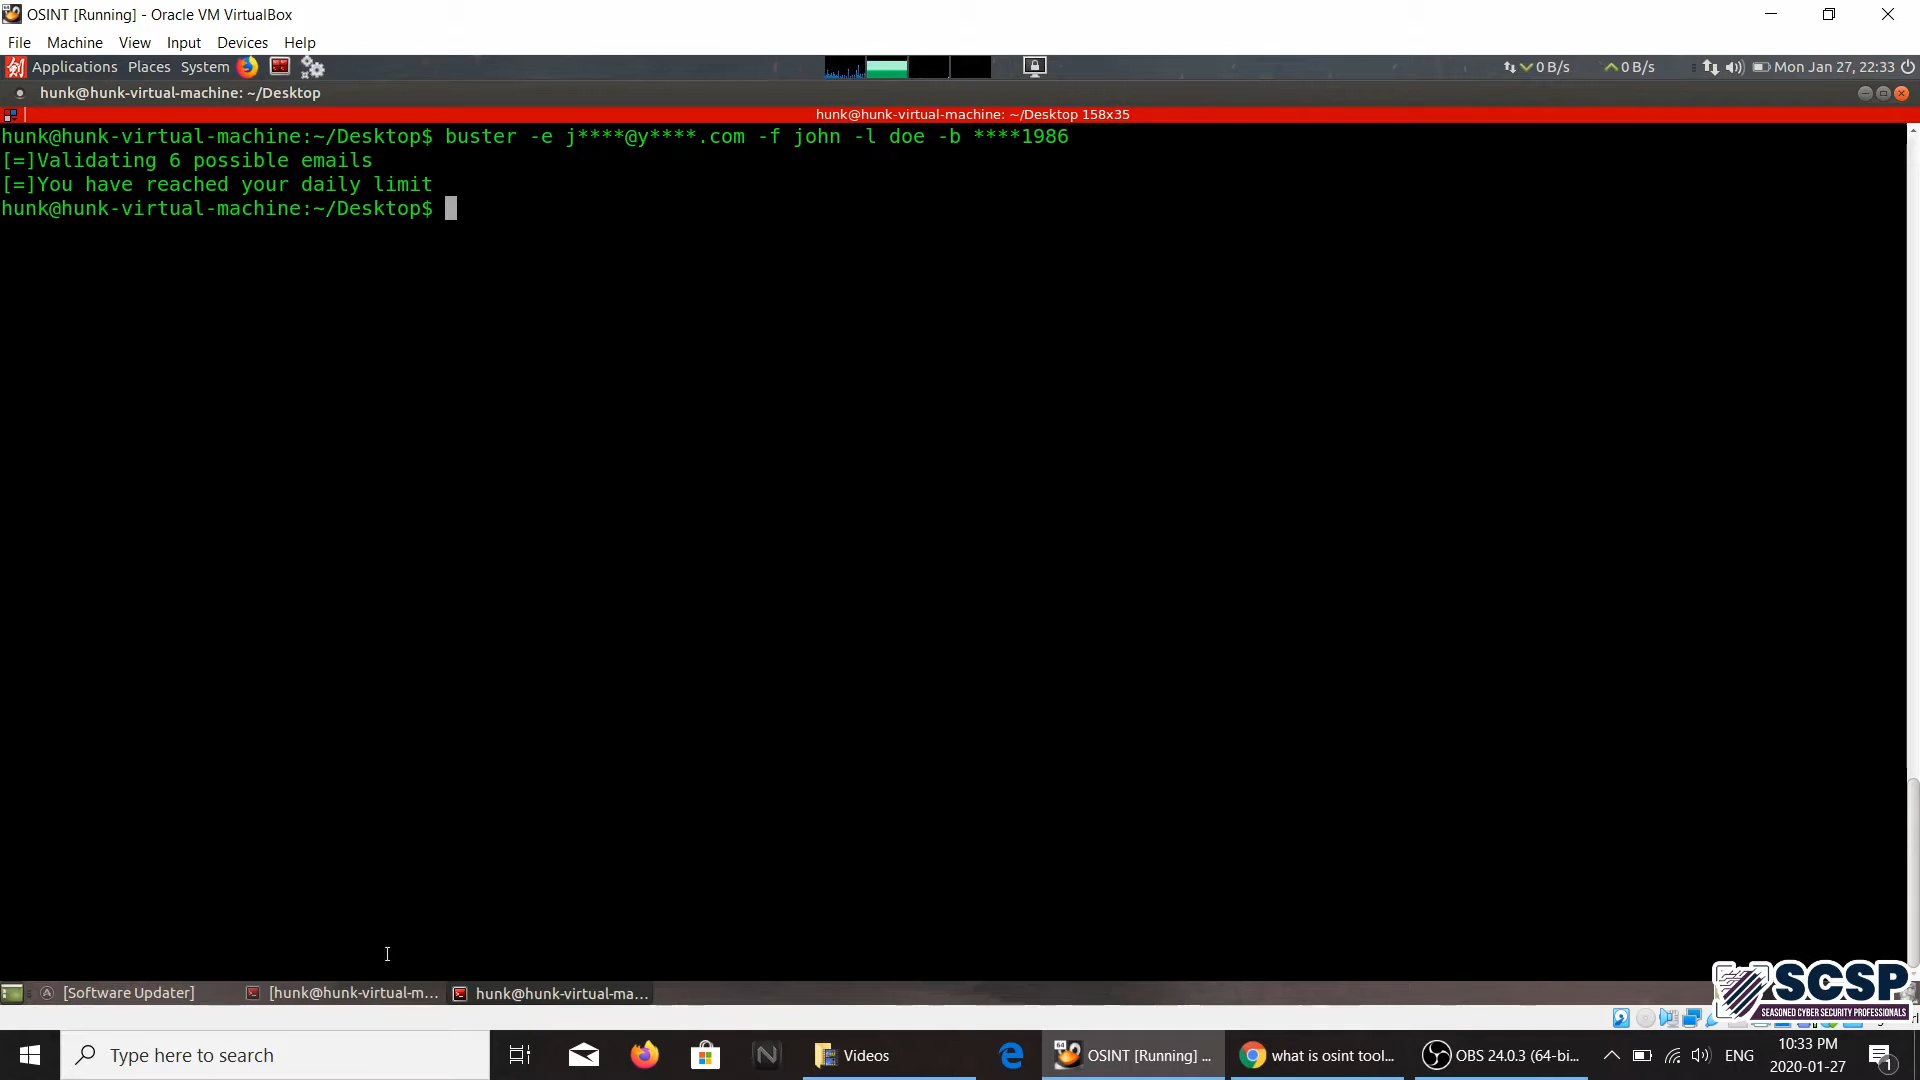 OSINT [Running] - Oracle VM VirtualBox
File Machine View Input Devices Help
Applications Places System 0 B/s 0 B/s Mon Jan 27, 22:33
hunk@hunk-virtual-machine: ~/Desktop
hunk@hunk-virtual-machine: ~/Desktop 158x35
hunk@hunk-virtual-machine:~/Desktop$ buster -e j****@y****.com -f john -l doe -b ****1986
[=]Validating 6 possible emails
[=]You have reached your daily limit
hunk@hunk-virtual-machine:~/Desktop$
[Software Updater] [hunk@hunk-virtual-m... hunk@hunk-virtual-ma...
SCSP
SEASONED CYBER SECURITY PROFESSIONALS
Type here to search Videos OSINT [Running] ... what is osint tool... OBS 24.0.3 (64-bi... ENG 10:33 PM
2020-01-27
1